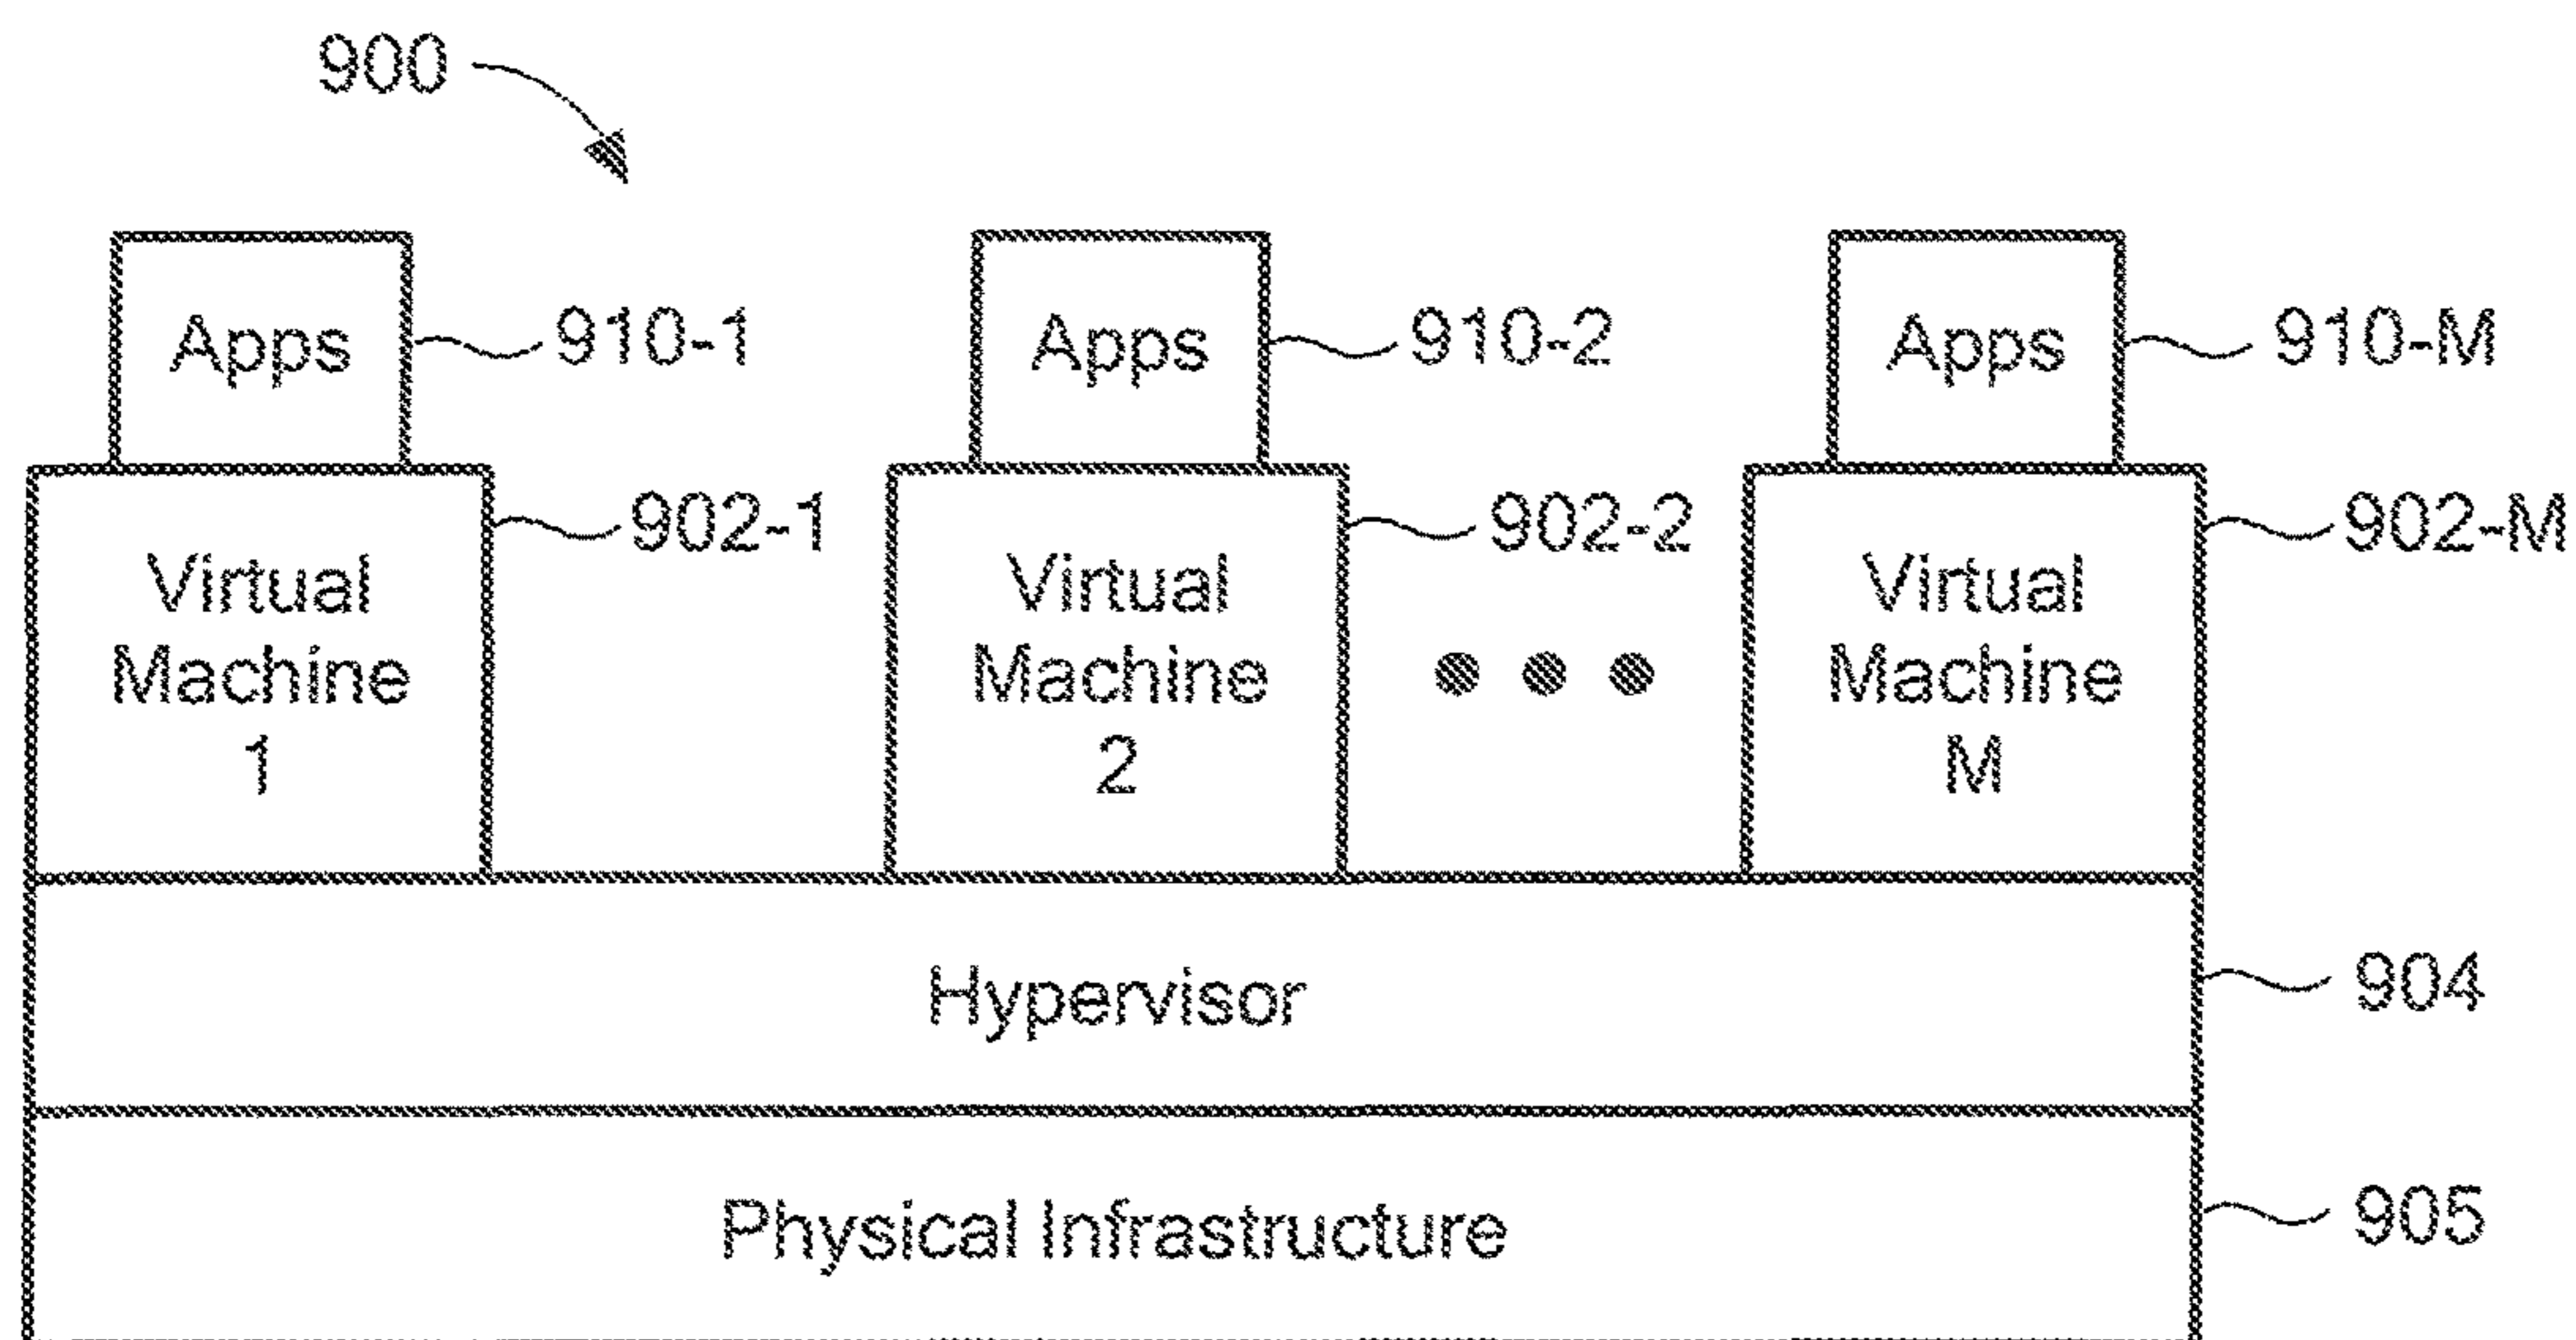 900
Apps 910-1 Apps 910-2 Apps 910-M
902-1 902-2 902-M
Virtual Virtual Virtual
Machine Machine Machine
1 2 M
Hypervisor 904
Physical Infrastructure 905